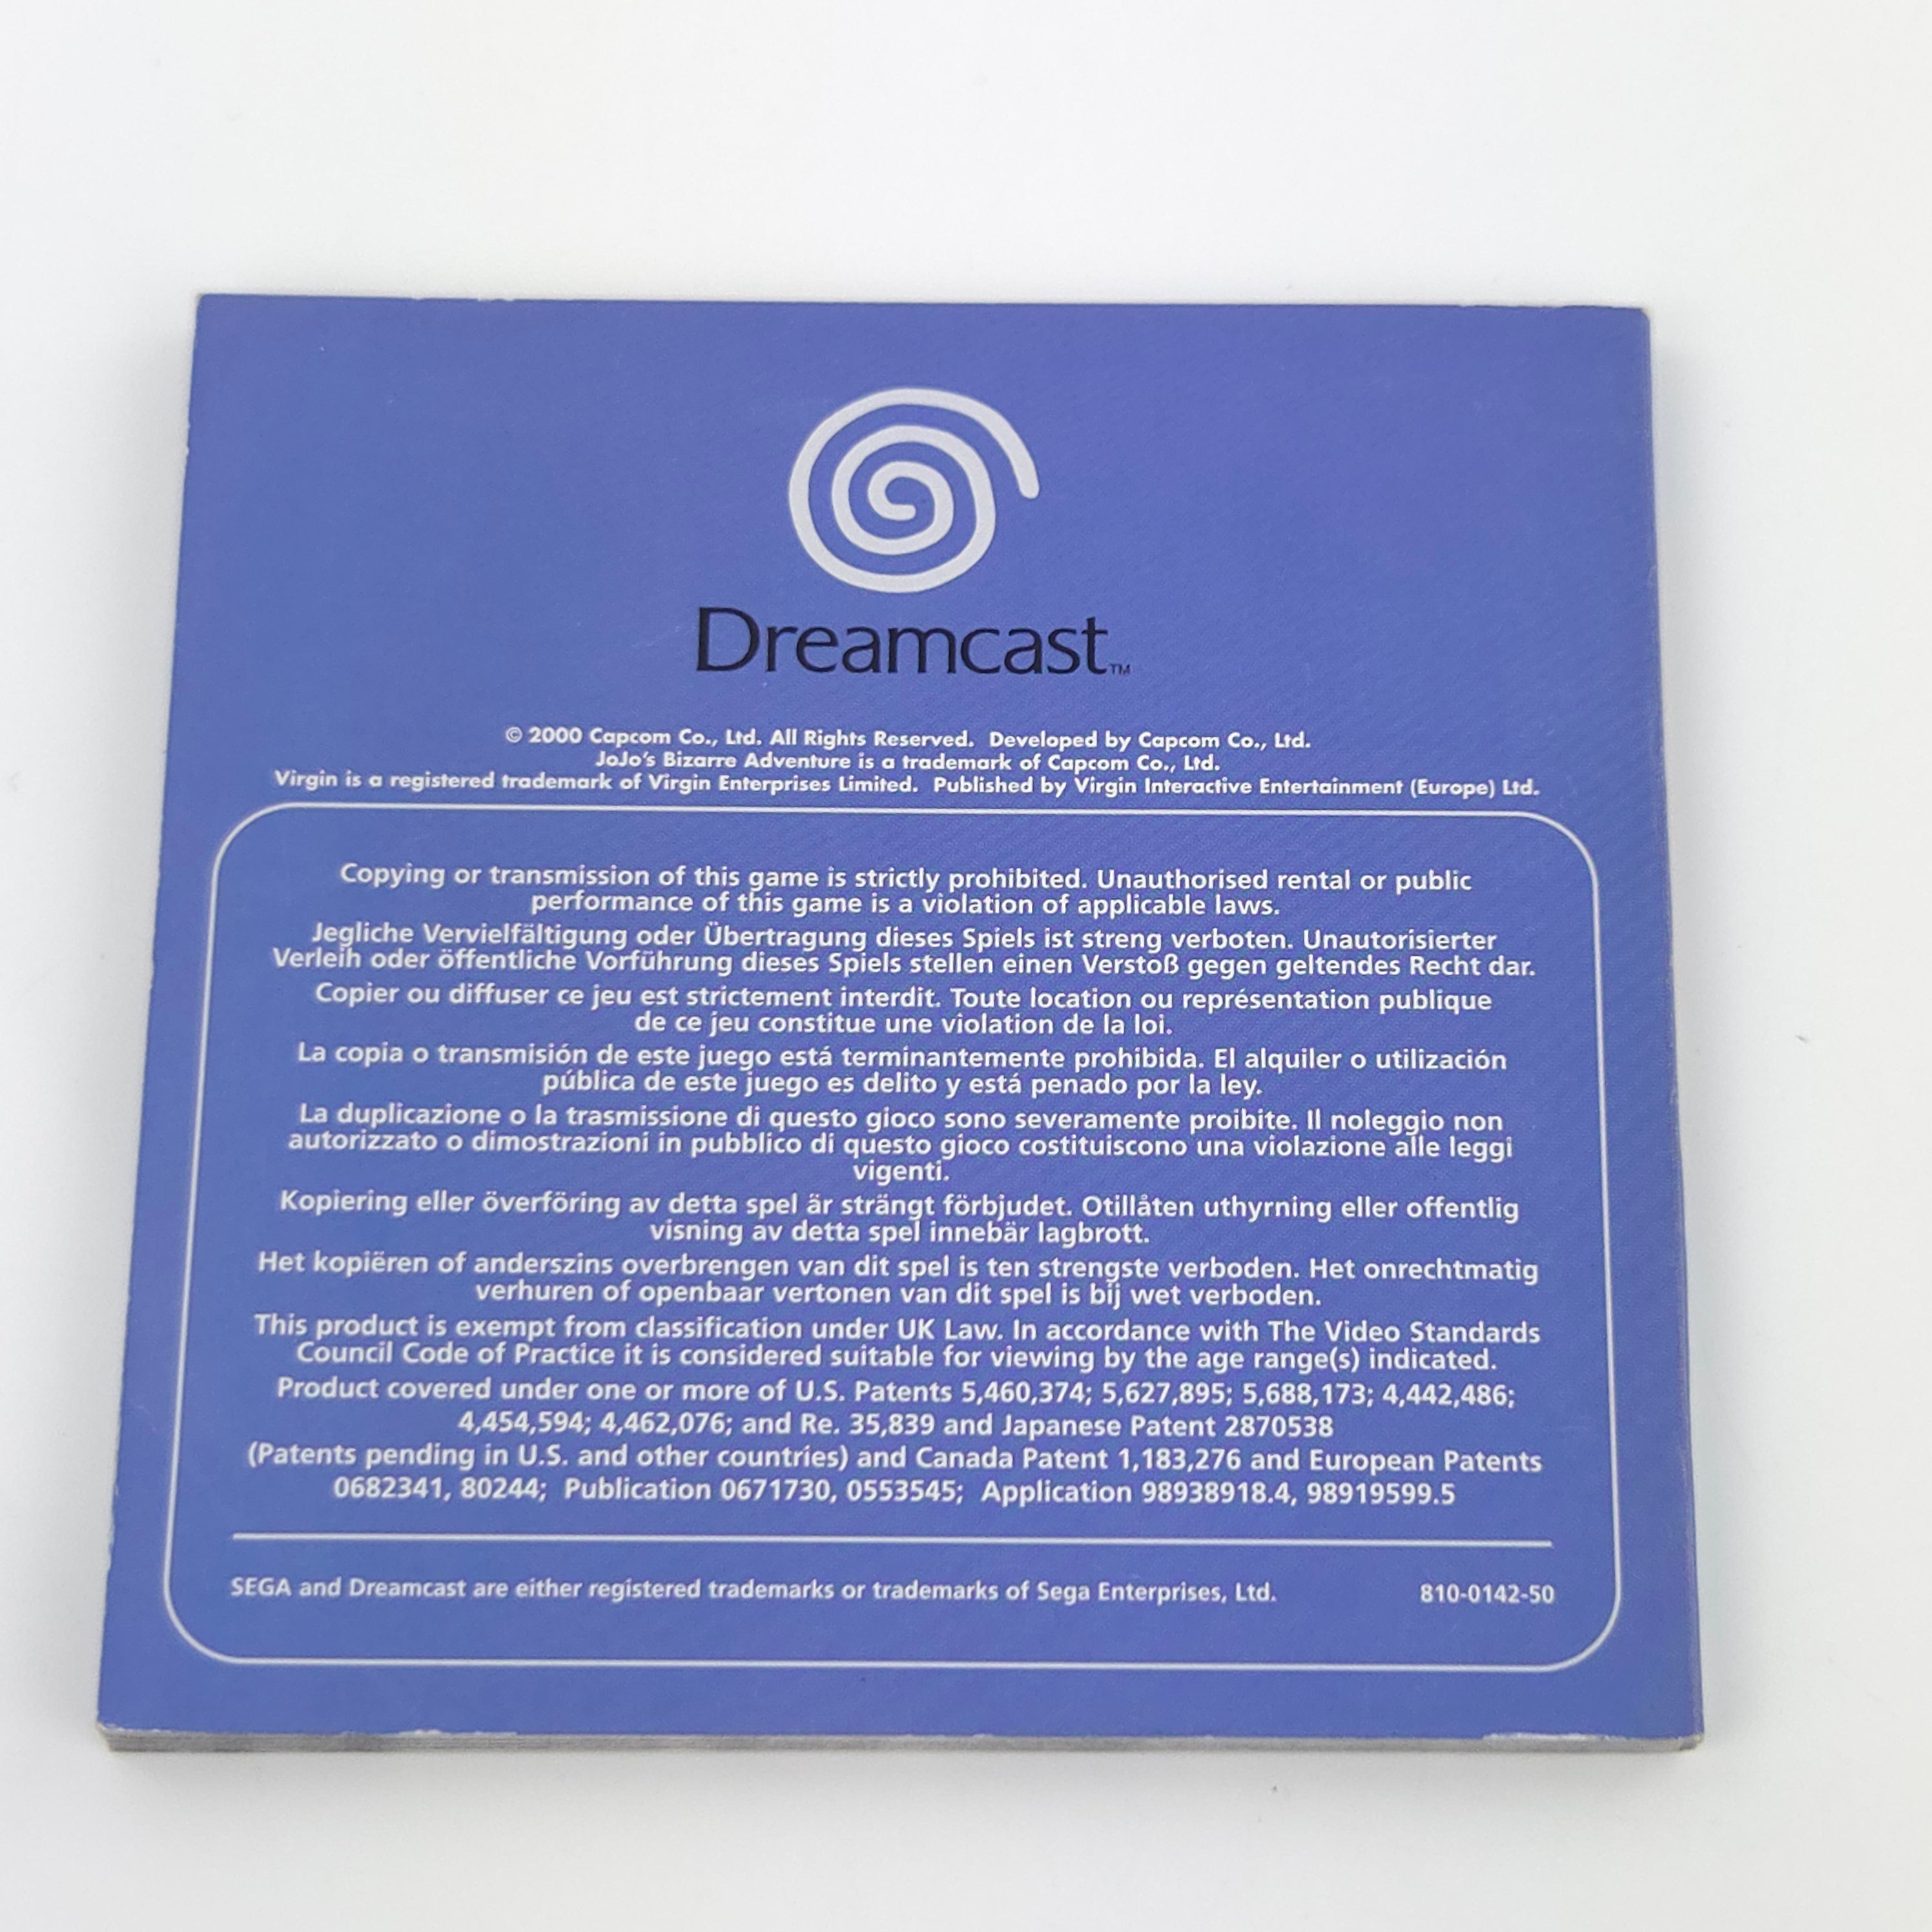 Dreamcast™
© 2000 Capcom Co., Ltd. All Rights Reserved. Developed by Capcom Co., Ltd.
JoJo's Bizarre Adventure is a trademark of Capcom Co., Ltd.
Virgin is a registered trademark of Virgin Enterprises Limited. Published by Virgin Interactive Entertainment (Europe) Ltd.
Copying or transmission of this game is strictly prohibited. Unauthorised rental or public
performance of this game is a violation of applicable laws.
Jegliche Vervielfältigung oder Übertragung dieses Spiels ist streng verboten. Unautorisierter
Verleih oder öffentliche Vorführung dieses Spiels stellen einen Verstoß gegen geltendes Recht dar.
Copier ou diffuser ce jeu est strictement interdit. Toute location ou représentation publique
de ce jeu constitue une violation de la loi.
La copia o transmisión de este juego está terminantemente prohibida. El alquiler o utilización
pública de este juego es delito y está penado por la ley.
La duplicazione o la trasmissione di questo gioco sono severamente proibite. Il noleggio non
autorizzato o dimostrazioni in pubblico di questo gioco costituiscono una violazione alle leggi
vigenti.
Kopiering eller överföring av detta spel är strängt förbjudet. Otillåten uthyrning eller offentlig
visning av detta spel innebär lagbrott.
Het kopiëren of anderszins overbrengen van dit spel is ten strengste verboden. Het onrechtmatig
verhuren of openbaar vertonen van dit spel is bij wet verboden.
This product is exempt from classification under UK Law. In accordance with The Video Standards
Council Code of Practice it is considered suitable for viewing by the age range(s) indicated.
Product covered under one or more of U.S. Patents 5,460,374; 5,627,895; 5,688,173; 4,442,486;
4,454,594; 4,462,076; and Re. 35,839 and Japanese Patent 2870538
(Patents pending in U.S. and other countries) and Canada Patent 1,183,276 and European Patents
0682341, 80244; Publication 0671730, 0553545; Application 98938918.4, 98919599.5
SEGA and Dreamcast are either registered trademarks or trademarks of Sega Enterprises, Ltd. 810-0142-50